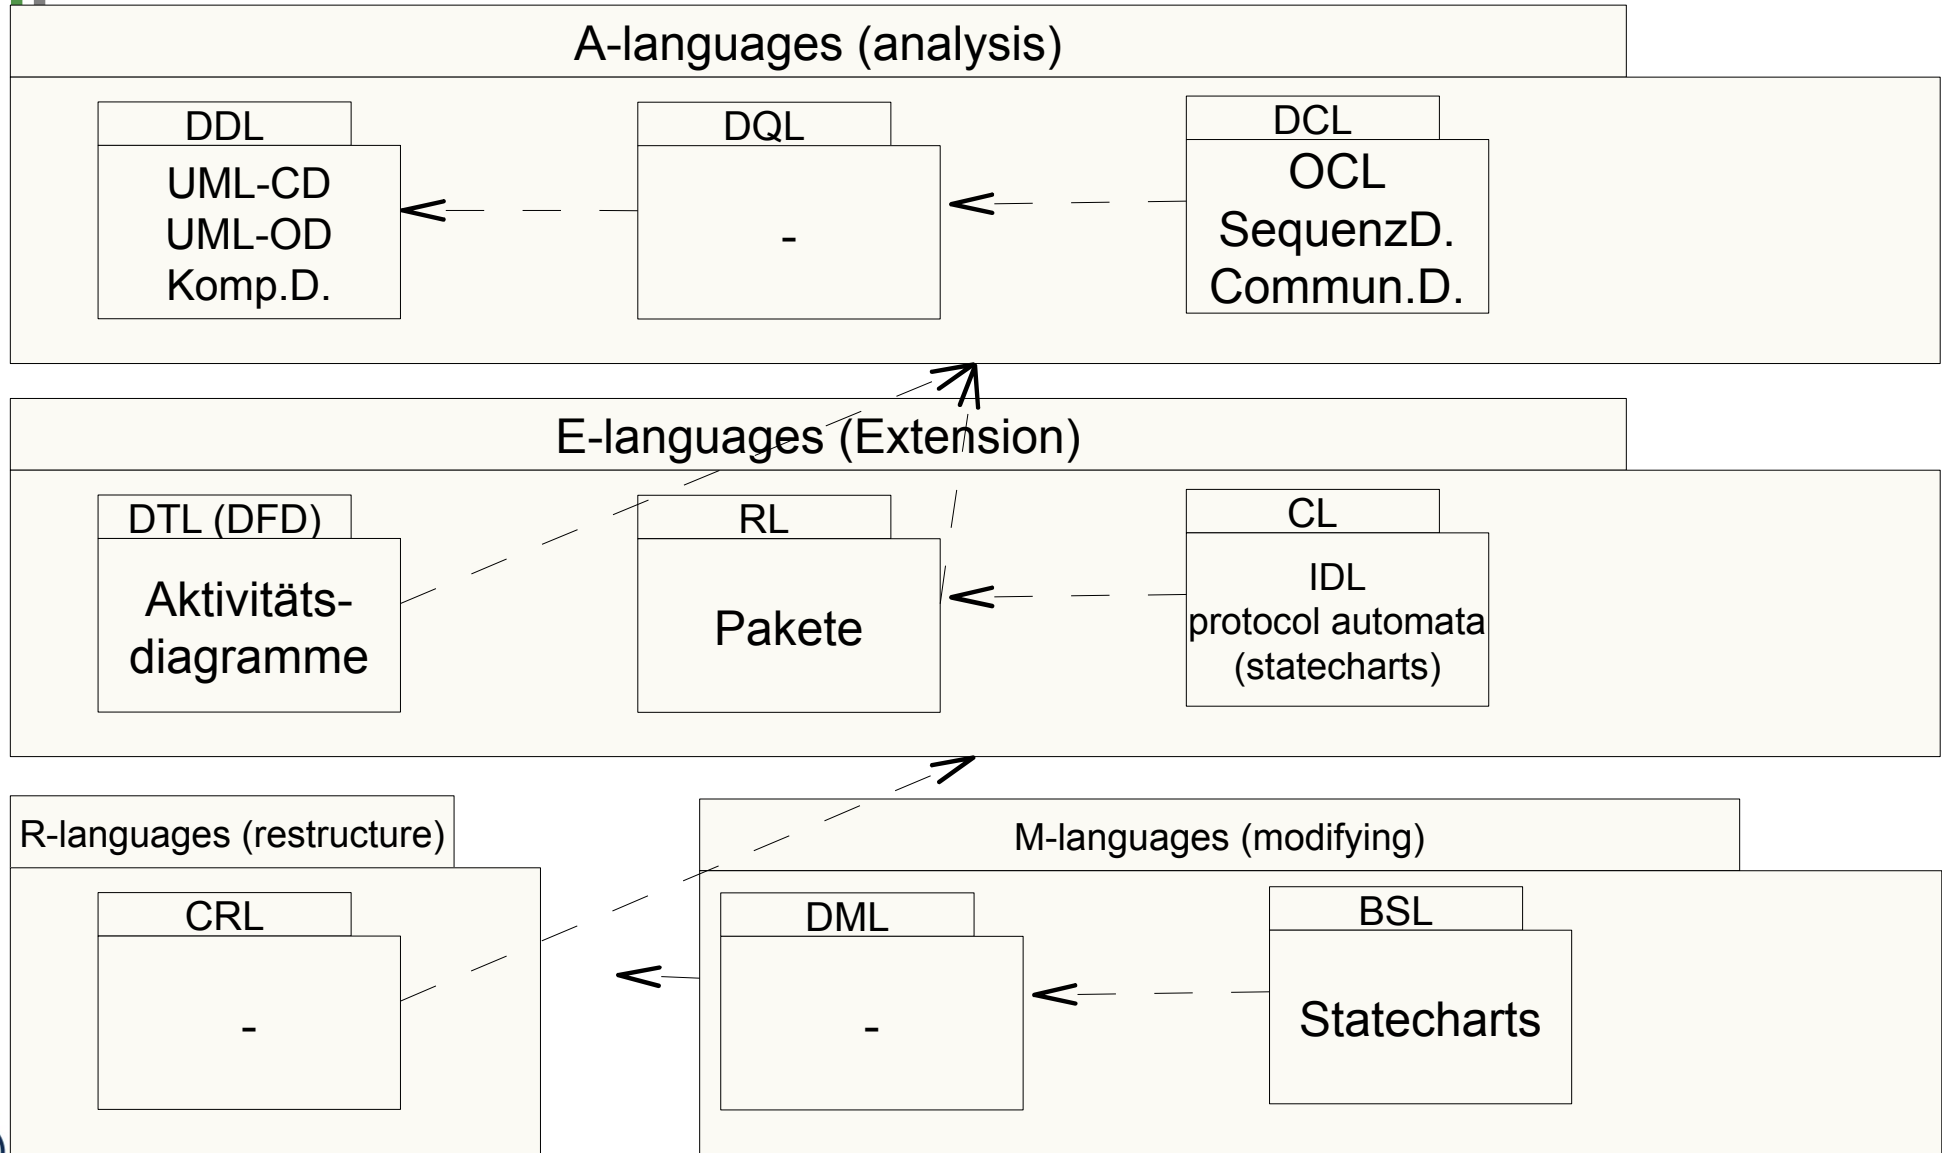 A-languages (analysis)
DDL
UML-CD
UML-OD
Komp.D.
DQL
-
DCL
OCL
SequenzD.
Commun.D.
E-languages (Extension)
DTL (DFD)
Aktivitäts-
diagramme
RL
Pakete
CL
IDL
protocol automata
(statecharts)
R-languages (restructure)
CRL
-
M-languages (modifying)
DML
-
BSL
Statecharts